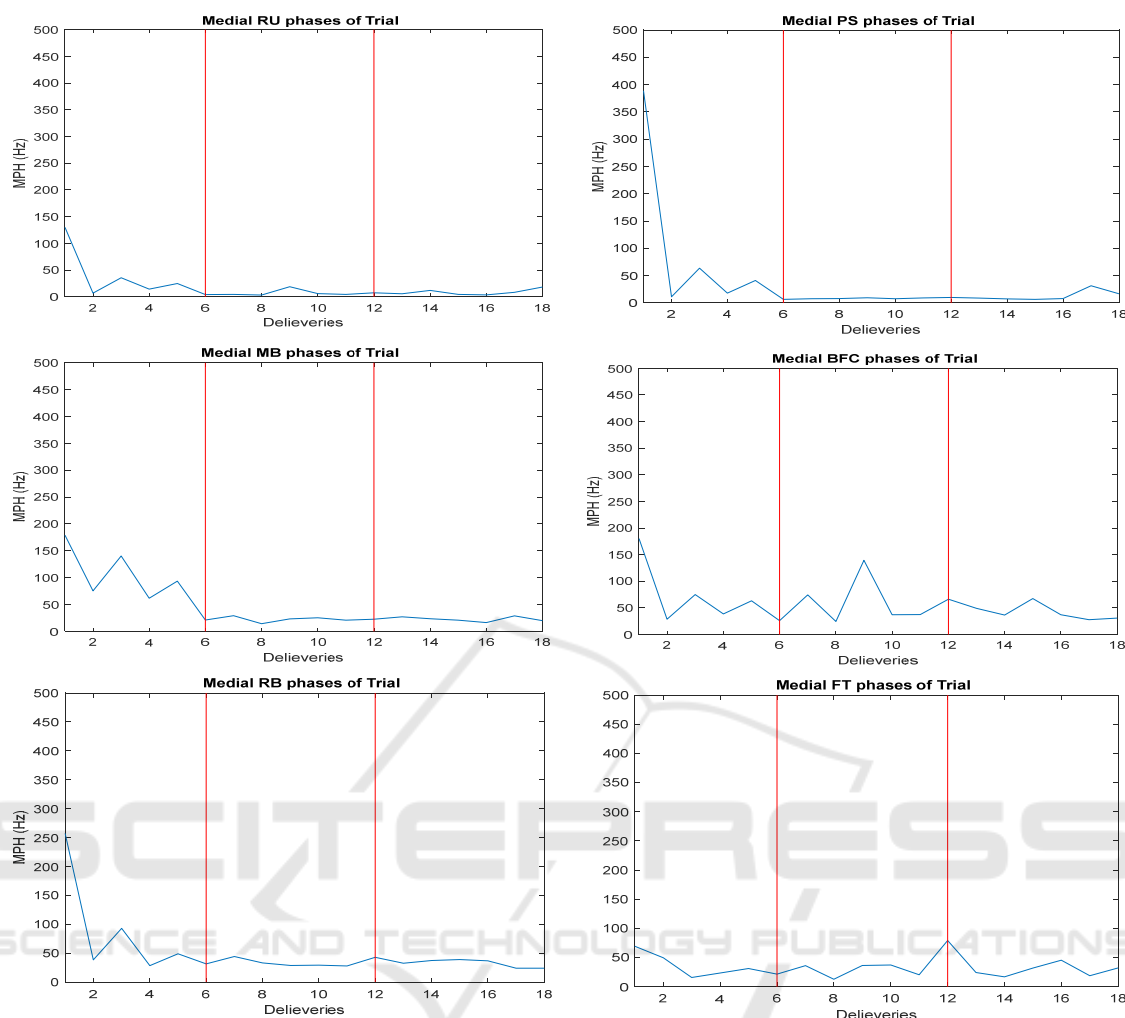 Medial RU phases of Trial
500
450
400
350
300
250
200
150
100
50
0
MPH (Hz)
2 4 6 8 10 12 14 16 18
Delieveries
Medial PS phases of Trial
500
450
400
350
300
250
200
150
100
50
0
MPH (Hz)
2 4 6 8 10 12 14 16 18
Delieveries
Medial MB phases of Trial
500
450
400
350
300
250
200
150
100
50
0
MPH (Hz)
2 4 6 8 10 12 14 16 18
Delieveries
Medial BFC phases of Trial
500
450
400
350
300
250
200
150
100
50
0
MPH (Hz)
2 4 6 8 10 12 14 16 18
Delieveries
Medial RB phases of Trial
500
450
400
350
300
250
200
150
100
50
0
MPH (Hz)
2 4 6 8 10 12 14 16 18
Delieveries
Medial FT phases of Trial
500
450
400
350
300
250
200
150
100
50
0
2 4 6 8 10 12 14 16 18
Delieveries
SCITEPRESS
SCIENCE AND TECHNOLOGY PUBLICATIONS